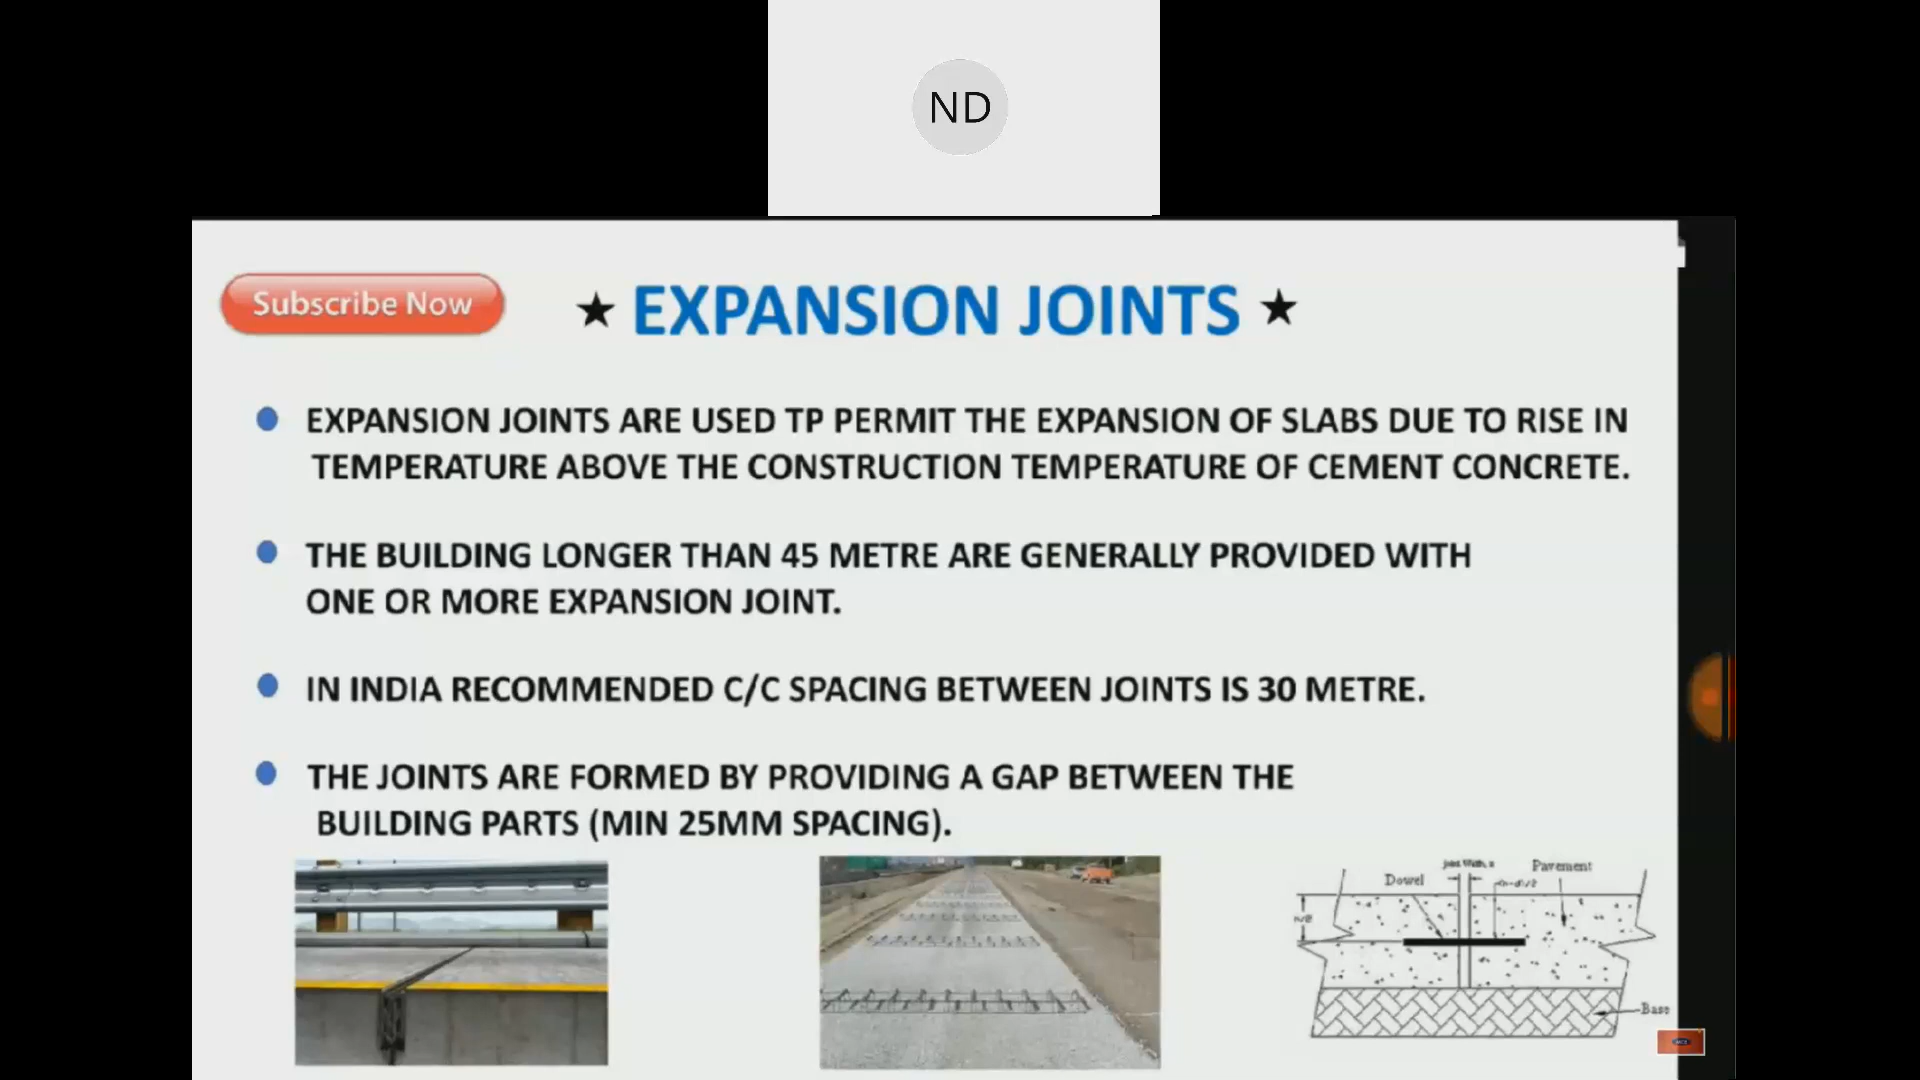 ND
Subscribe Now
★ EXPANSION JOINTS ★
EXPANSION JOINTS ARE USED TP PERMIT THE EXPANSION OF SLABS DUE TO RISE IN
TEMPERATURE ABOVE THE CONSTRUCTION TEMPERATURE OF CEMENT CONCRETE.
THE BUILDING LONGER THAN 45 METRE ARE GENERALLY PROVIDED WITH
ONE OR MORE EXPANSION JOINT.
IN INDIA RECOMMENDED C/C SPACING BETWEEN JOINTS IS 30 METRE.
THE JOINTS ARE FORMED BY PROVIDING A GAP BETWEEN THE
BUILDING PARTS (MIN 25MM SPACING).
Pavement
Dowel
Base